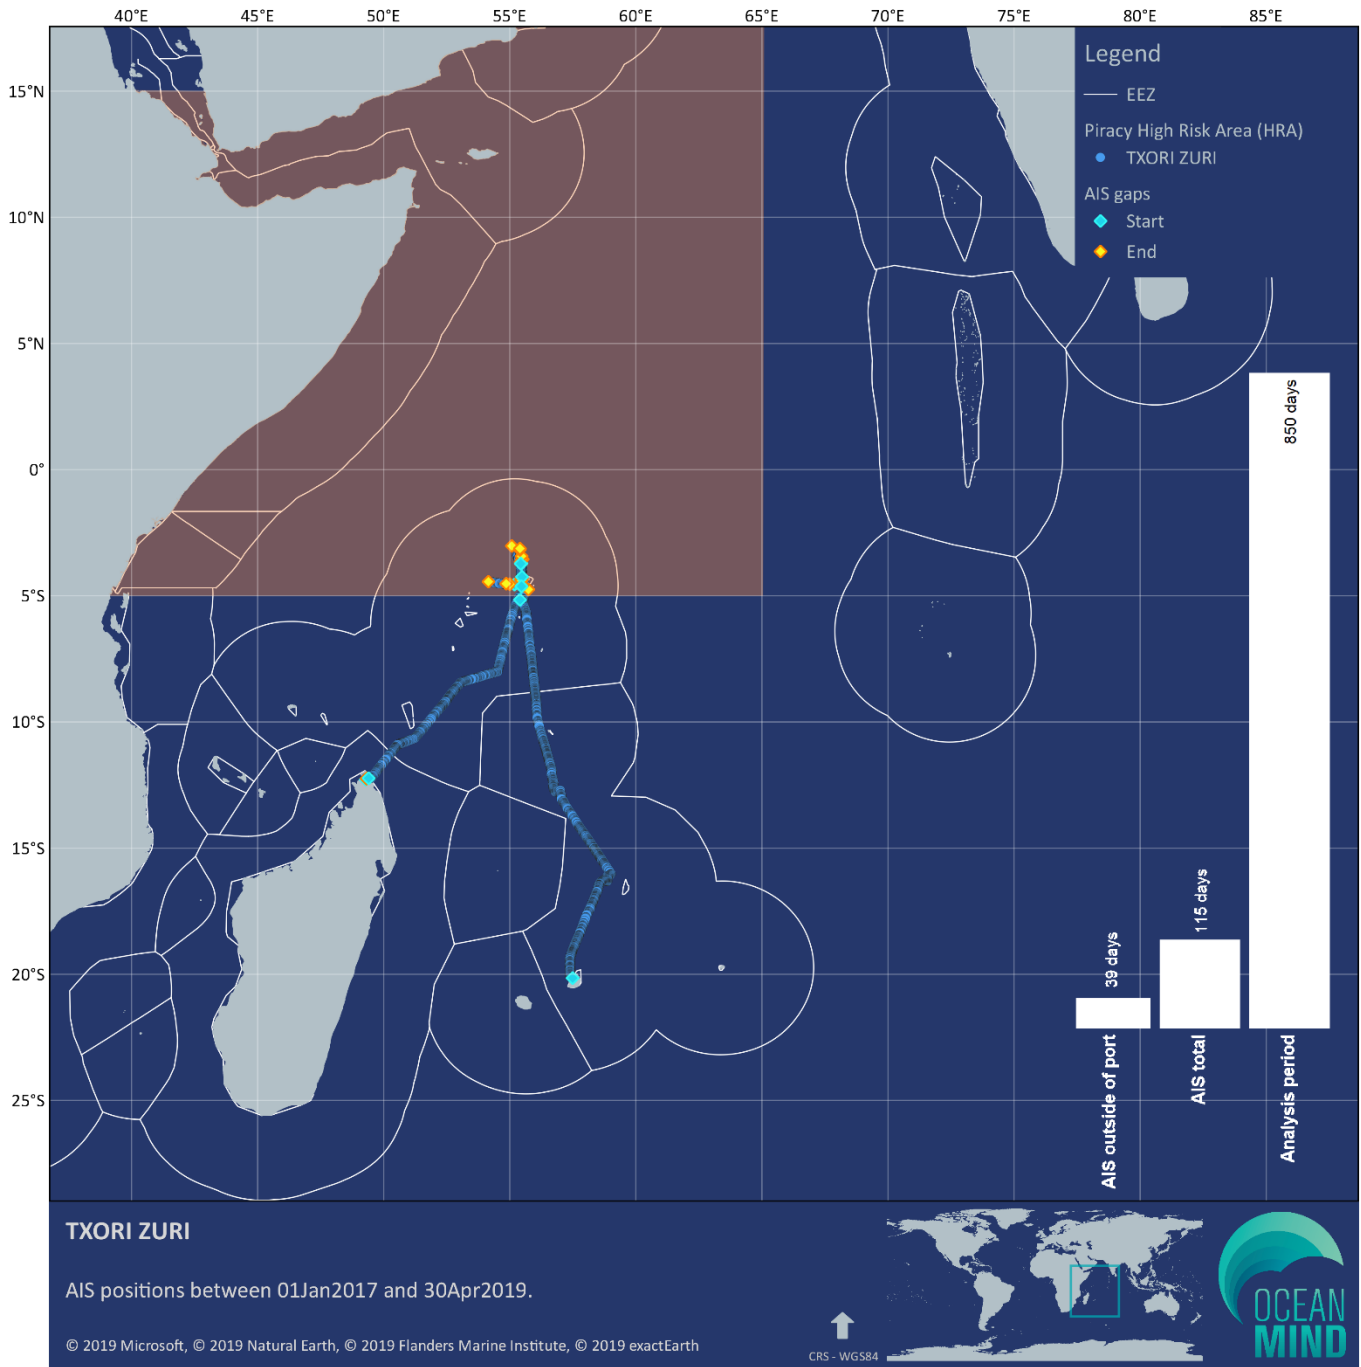 40°E 45°E 50°E 55°E 60°E 65°E 70°E 75°E 80°E 85°E
15°N
10°N
5°N
0°
5°S
10°S
15°S
20°S
25°S
Legend
EEZ
Piracy High Risk Area (HRA)
TXORI ZURI
AIS gaps
Start
End
39 days
115 days
850 days
AIS outside of port
AIS total
Analysis period
TXORI ZURI
AIS positions between 01Jan2017 and 30Apr2019.
© 2019 Microsoft, © 2019 Natural Earth, © 2019 Flanders Marine Institute, © 2019 exactEarth
CRS - WGS84
OCEAN
MIND